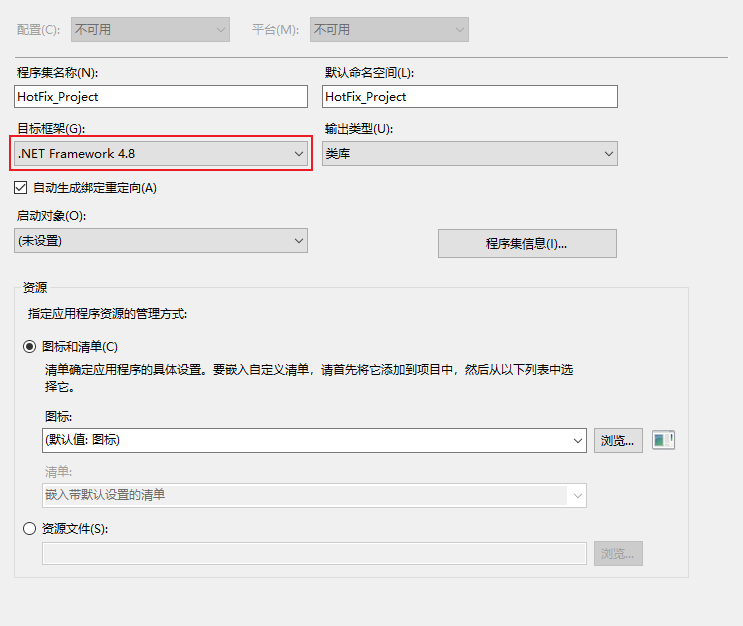 配置(C): 不可用 平台(M): 不可用
程序集名称(N): 默认命名空间(L):
HotFix_Project HotFix_Project
目标框架(G): 输出类型(U):
.NET Framework 4.8 类库
自动生成绑定重定向(A)
启动对象(O):
(未设置) 程序集信息(I)...
资源
指定应用程序资源的管理方式:
图标和清单(C)
清单确定应用程序的具体设置。要嵌入自定义清单，请首先将它添加到项目中，然后从以下列表中选
择它。
图标:
(默认值: 图标) 浏览...
清单:
嵌入带默认设置的清单
资源文件(S):
浏览...